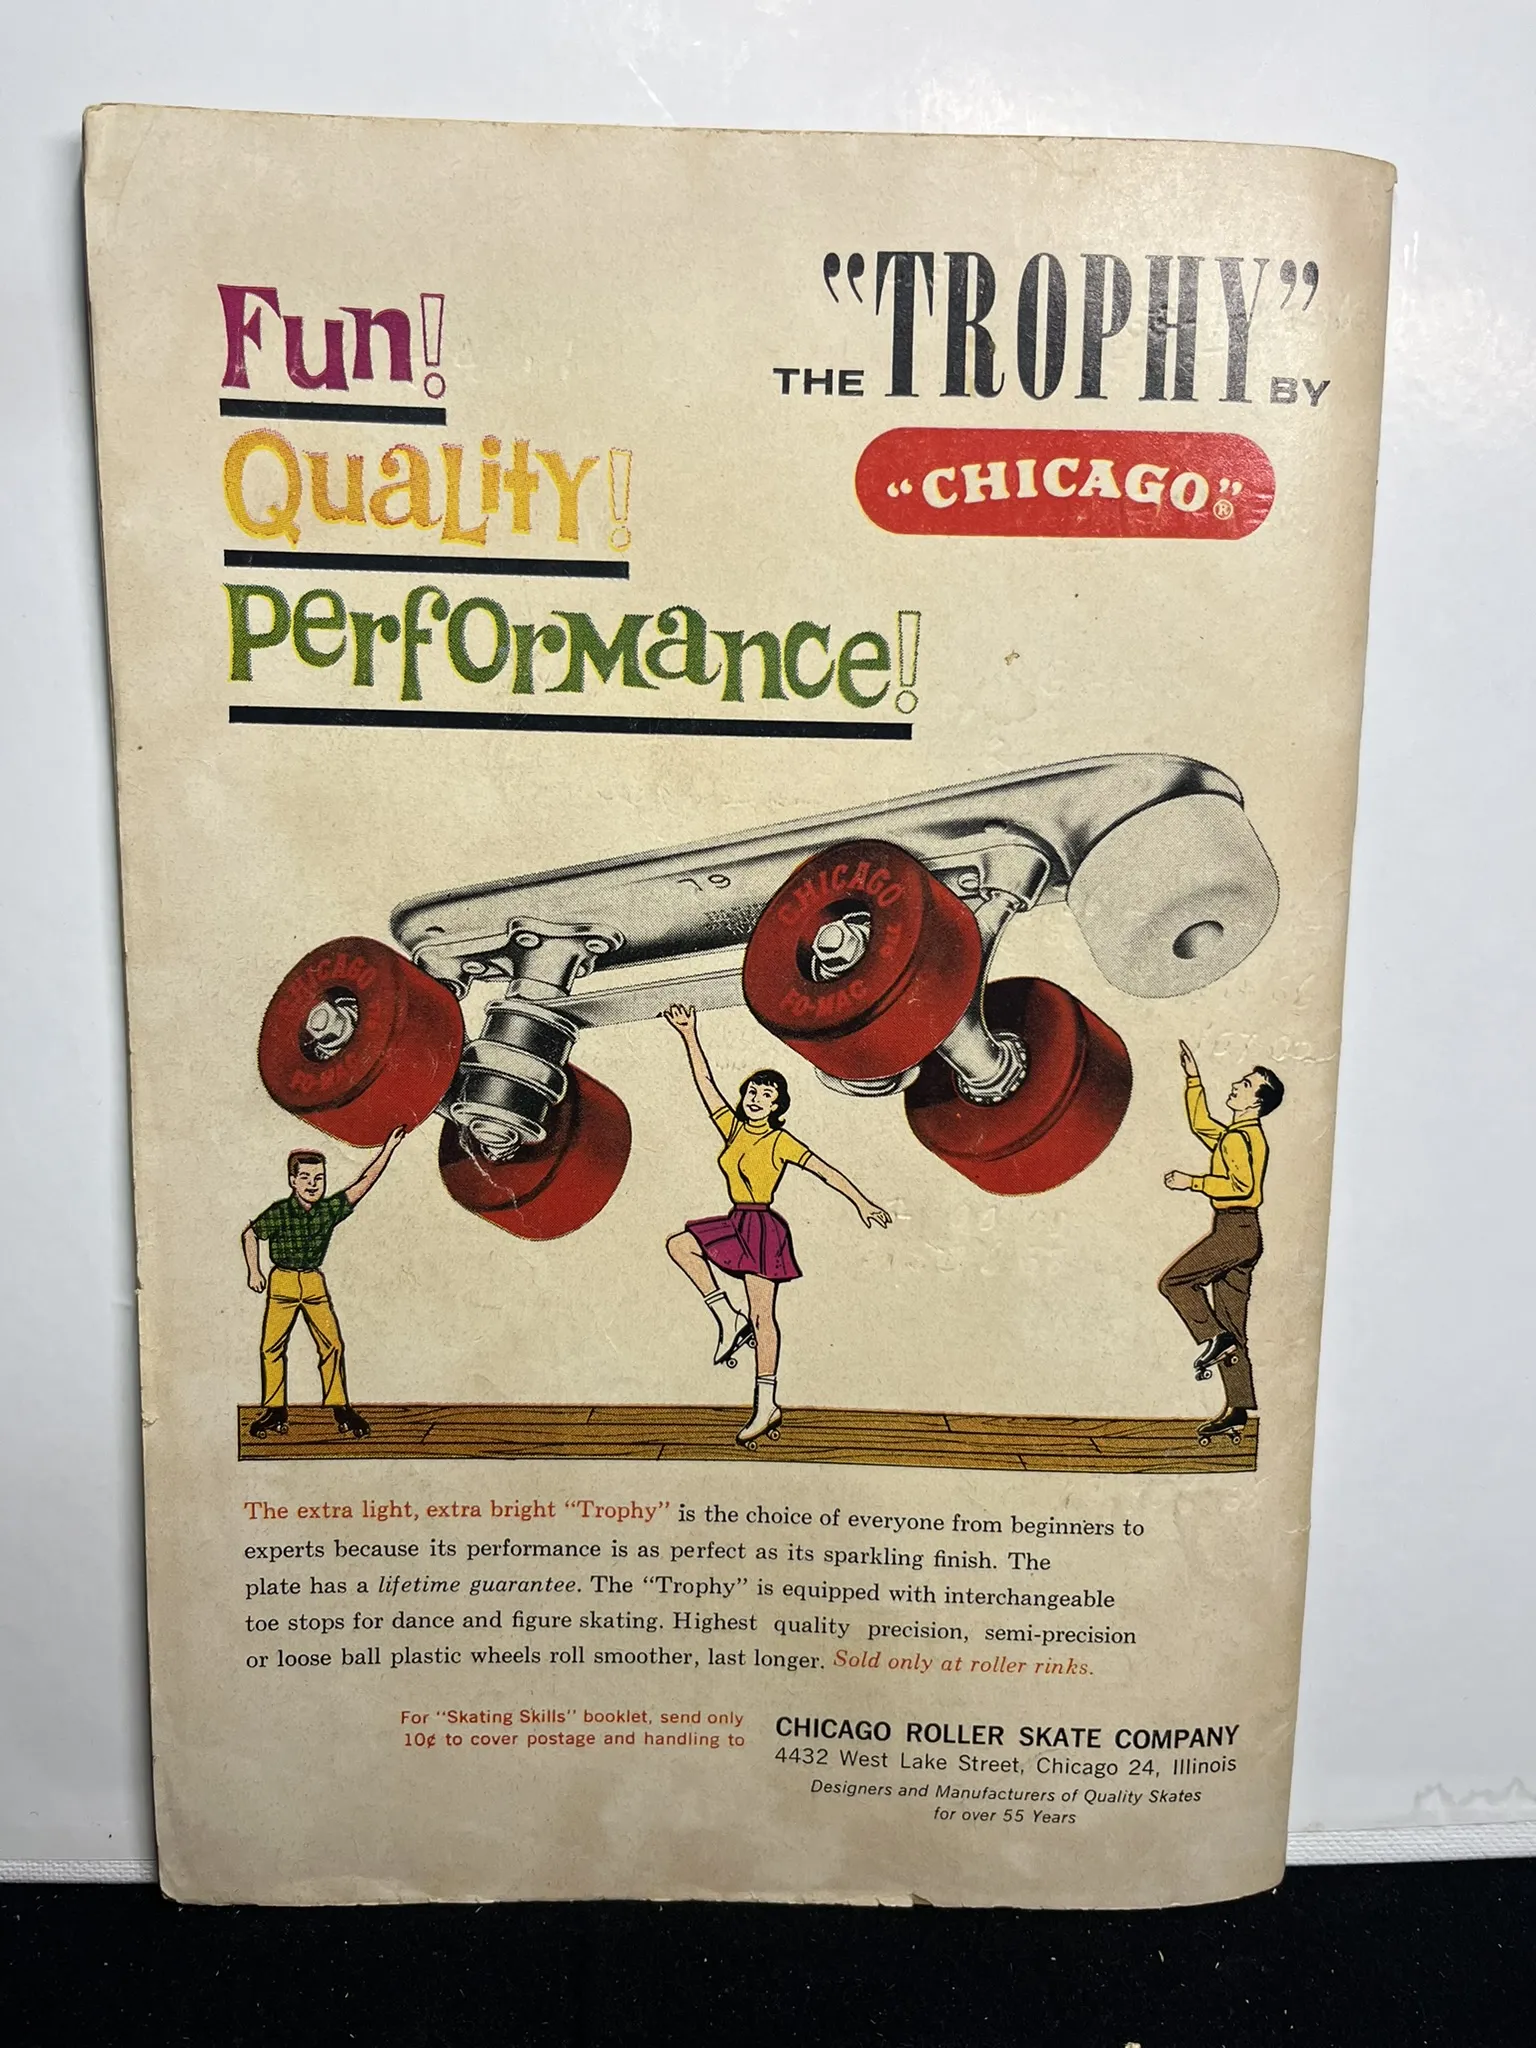 Fun!
Quality!
Performance!
"TROPHY"
THE BY
"CHICAGO"®
79
CHICAGO
FO-MAC
CHICAGO
FO-MAC
The extra light, extra bright "Trophy" is the choice of everyone from beginners to
experts because its performance is as perfect as its sparkling finish. The
plate has a lifetime guarantee. The "Trophy" is equipped with interchangeable
toe stops for dance and figure skating. Highest quality precision, semi-precision
or loose ball plastic wheels roll smoother, last longer. Sold only at roller rinks.
For "Skating Skills" booklet, send only
10¢ to cover postage and handling to
CHICAGO ROLLER SKATE COMPANY
4432 West Lake Street, Chicago 24, Illinois
Designers and Manufacturers of Quality Skates
for over 55 Years